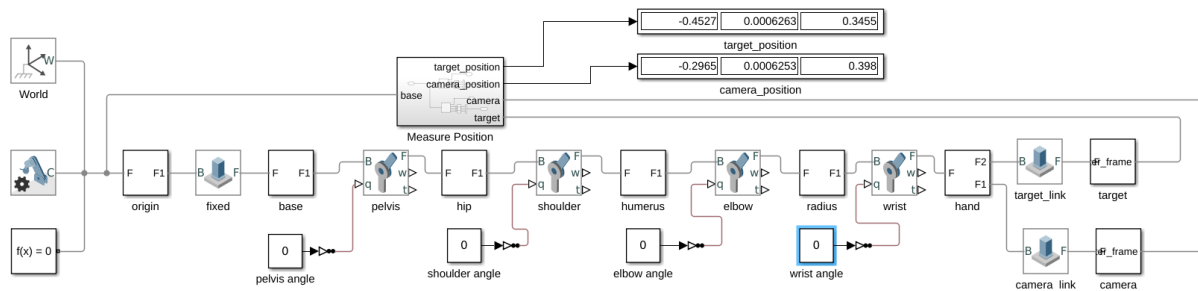 -0.4527 0.0006263 0.3455
target_position
-0.2965 0.0006253 0.398
camera_position
World
W
base
target_position
camera_position
camera
target
Measure Position
C
F F1
origin
B F
fixed
F F1
base
B F
q w
t
pelvis
F F1
hip
B F
q w
t
shoulder
F F1
humerus
B F
q w
t
elbow
F F1
radius
B F
q w
t
wrist
F F2
F1
hand
B F
target_link
r_frame
target
f(x) = 0
0
pelvis angle
0
shoulder angle
0
elbow angle
0
wrist angle
B F
camera_link
r_frame
camera